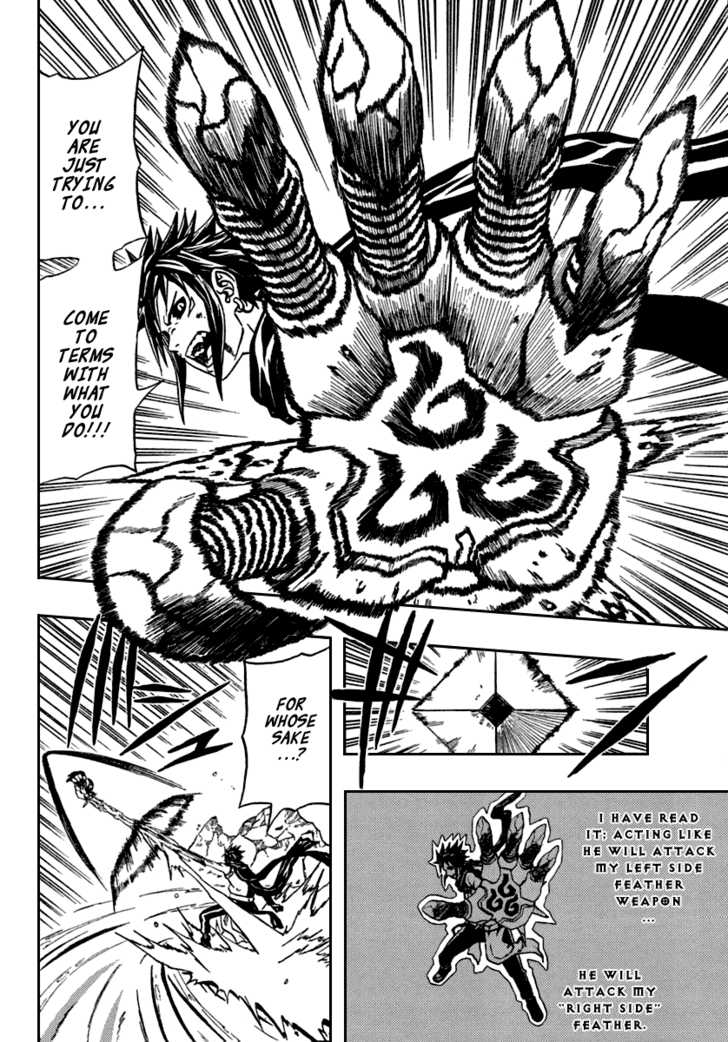 YOU
ARE
JUST
TRYING
TO...
COME
TO
TERMS
WITH
WHAT
YOU
DO!!!
FOR
WHOSE
SAKE
...?
I HAVE READ
IT: ACTING LIKE
HE WILL ATTACK
MY LEFT SIDE
FEATHER
WEAPON
...
HE WILL
ATTACK MY
"RIGHT SIDE"
FEATHER.